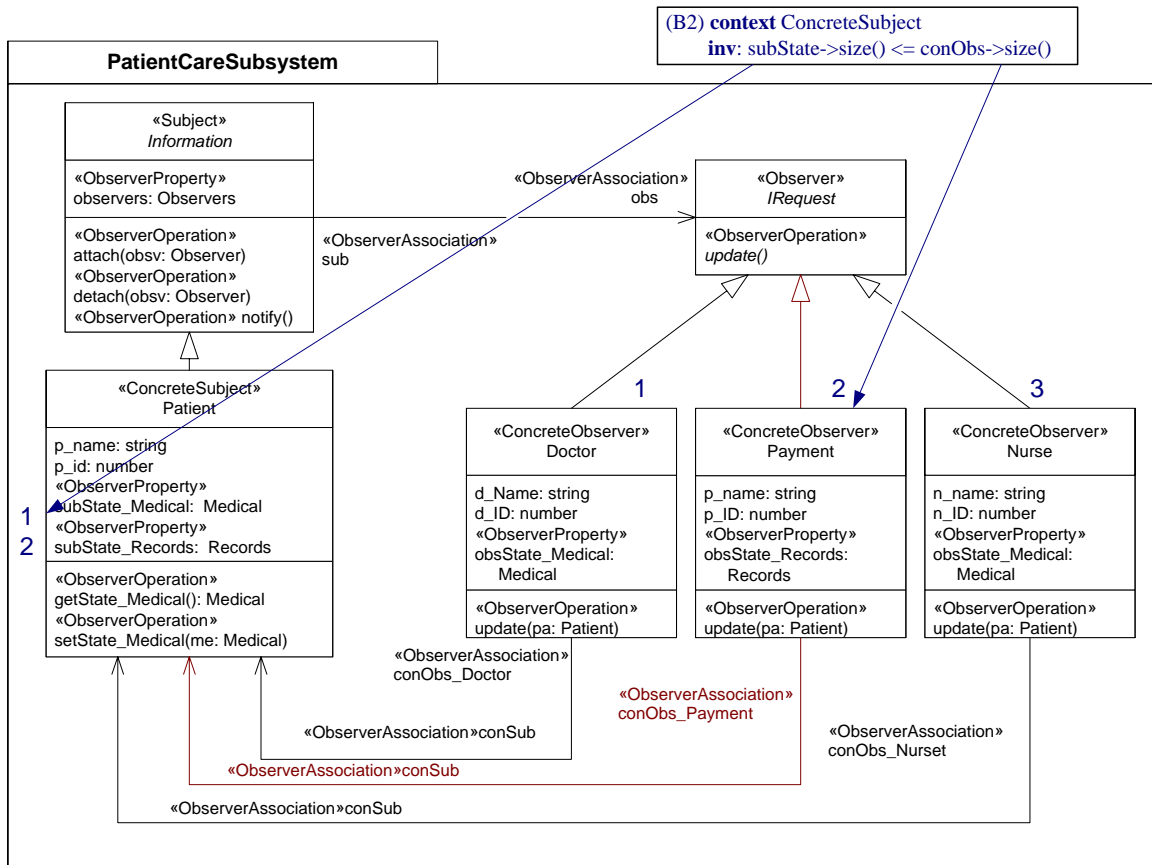 (B2) context ConcreteSubject
inv: subState->size() <= conObs->size()
PatientCareSubsystem
«Subject»
Information
«ObserverProperty»
observers: Observers
«ObserverOperation»
attach(obsv: Observer)
«ObserverOperation»
detach(obsv: Observer)
«ObserverOperation» notify()
«ObserverAssociation»
obs
«ObserverAssociation»
sub
«Observer»
IRequest
«ObserverOperation»
update()
«ConcreteSubject»
Patient
p_name: string
p_id: number
«ObserverProperty»
subState_Medical: Medical
«ObserverProperty»
subState_Records: Records
«ObserverOperation»
getState_Medical(): Medical
«ObserverOperation»
setState_Medical(me: Medical)
1
2
1
«ConcreteObserver»
Doctor
d_Name: string
d_ID: number
«ObserverProperty»
obsState_Medical:
Medical
«ObserverOperation»
update(pa: Patient)
2
«ConcreteObserver»
Payment
p_name: string
p_ID: number
«ObserverProperty»
obsState_Records:
Records
«ObserverOperation»
update(pa: Patient)
3
«ConcreteObserver»
Nurse
n_name: string
n_ID: number
«ObserverProperty»
obsState_Medical:
Medical
«ObserverOperation»
update(pa: Patient)
«ObserverAssociation»
conObs_Doctor
«ObserverAssociation»
conObs_Payment
«ObserverAssociation»
conObs_Nurset
«ObserverAssociation»conSub
«ObserverAssociation»conSub
«ObserverAssociation»conSub